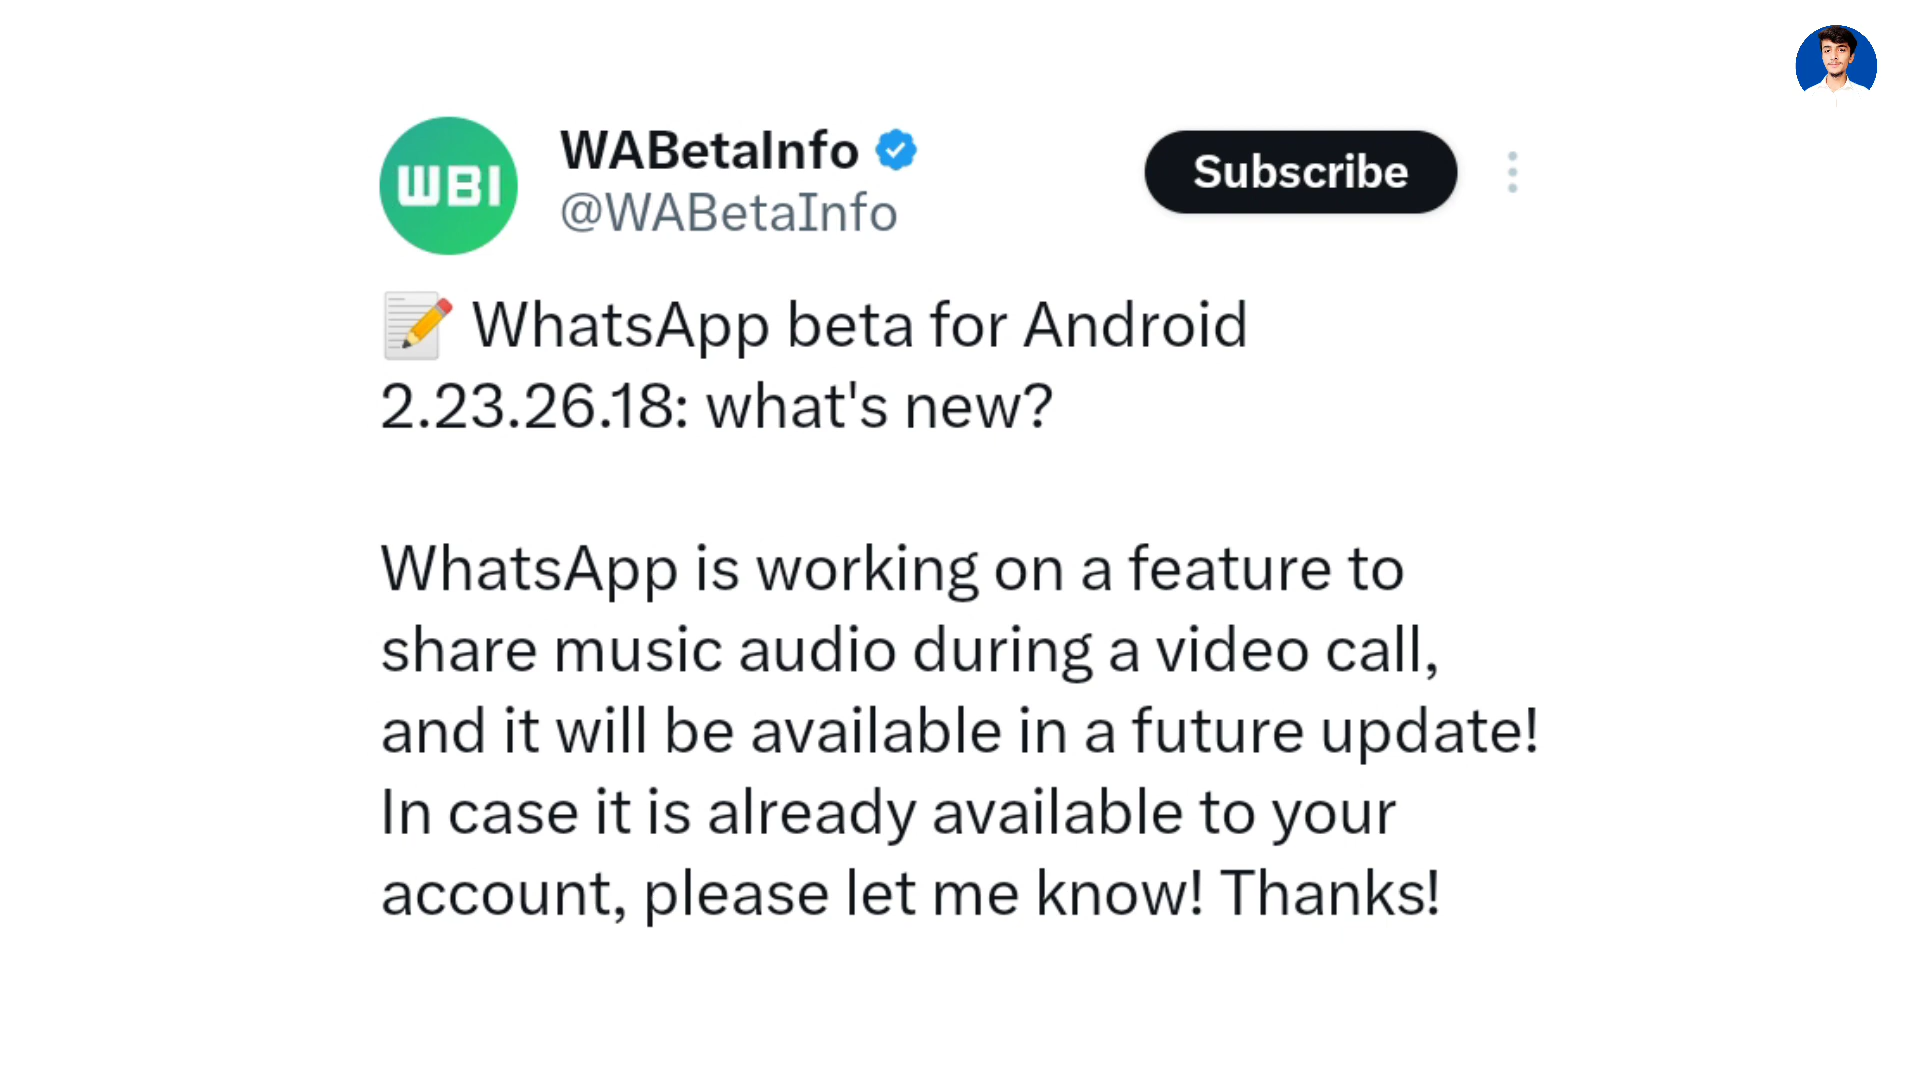 WBI
WABetaInfo
@WABetaInfo
Subscribe
📝 WhatsApp beta for Android
2.23.26.18: what's new?
WhatsApp is working on a feature to
share music audio during a video call,
and it will be available in a future update!
In case it is already available to your
account, please let me know! Thanks!